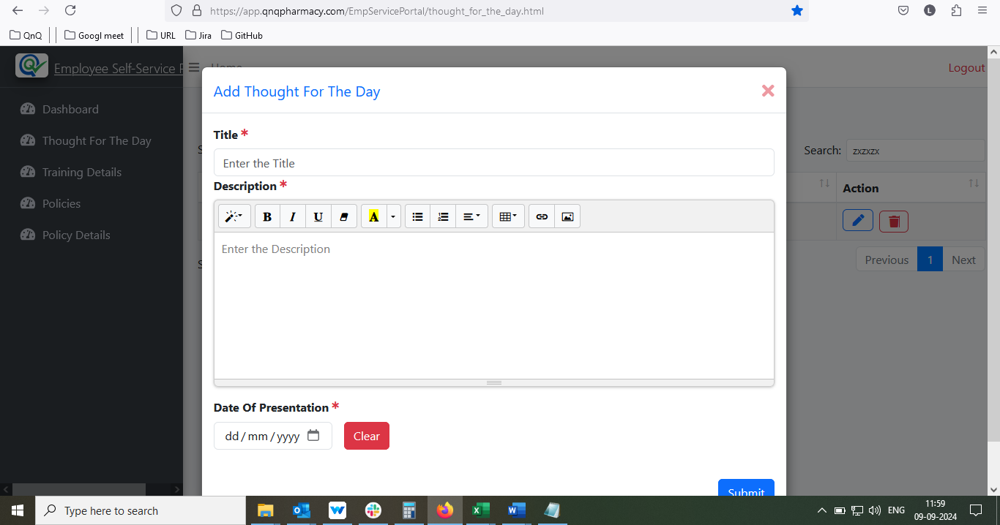 https://app.qnqpharmacy.com/EmpServicePortal/thought_for_the_day.html
L
QnQ
Googl meet
URL
Jira
GitHub
Employee Self-Service P
Home
Logout
Dashboard
Thought For The Day
Training Details
Policies
Policy Details
Add Thought For The Day
Title *
Enter the Title
Description *
B I U A
Enter the Description
Date Of Presentation *
dd / mm / yyyy
Clear
Submit
S
Search: zxzxzx
Action
S
Previous 1 Next
Type here to search
ENG
11:59
09-09-2024